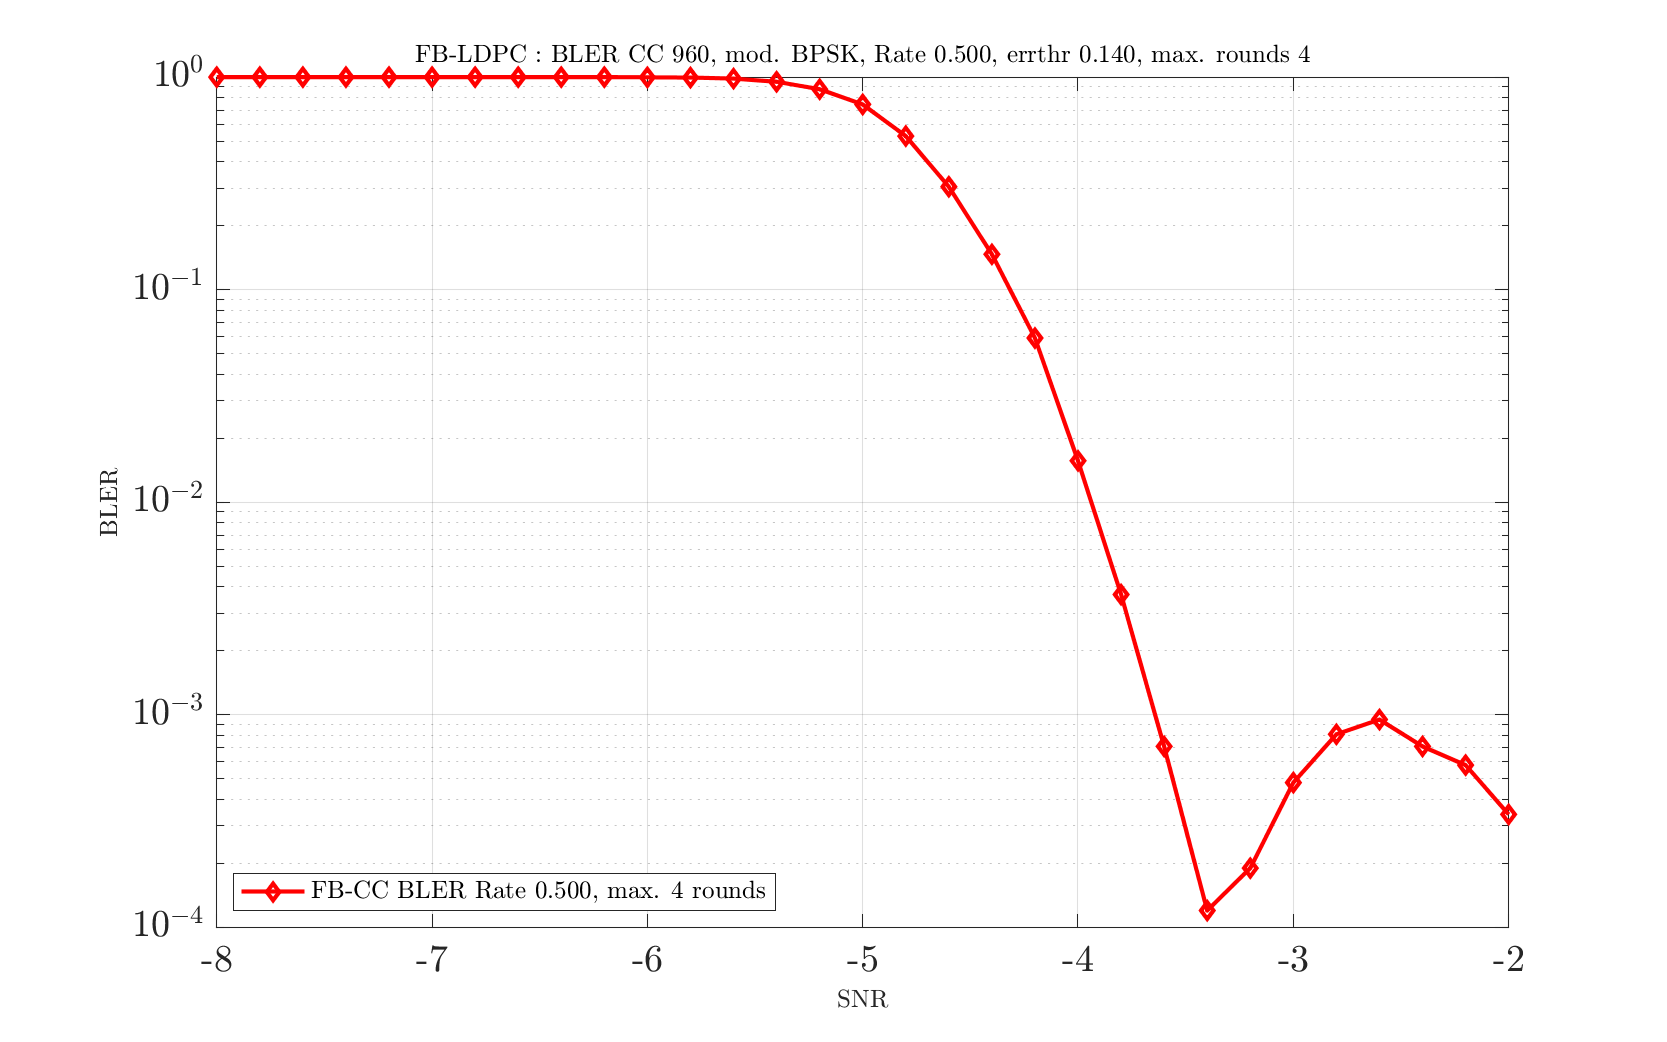 FB-LDPC : BLER CC 960, mod. BPSK, Rate 0.500, errthr 0.140, max. rounds 4
10^0
10^-1
10^-2
10^-3
10^-4
BLER
FB-CC BLER Rate 0.500, max. 4 rounds
-8 -7 -6 -5 -4 -3 -2
SNR